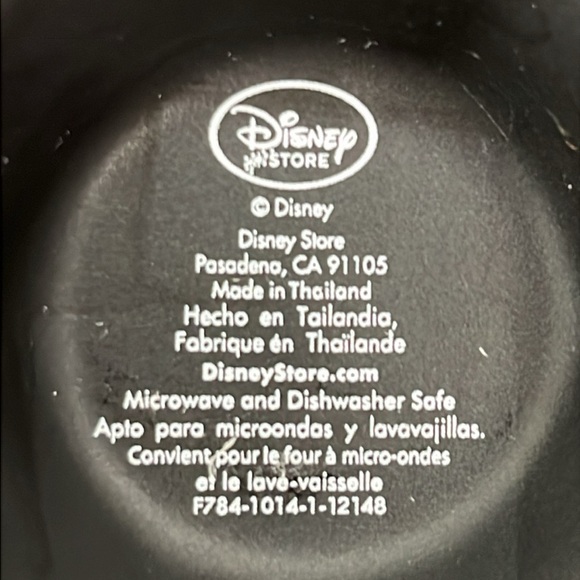 Disney
STORE
© Disney
Disney Store
Pasadena, CA 91105
Made in Thailand
Hecho en Tailandia,
Fabrique én Thaïlande
DisneyStore.com
Microwave and Dishwasher Safe
Apto para microondas y lavavajillas.
Convient pour le four à micro-ondes
et le lave-vaisselle
F784-1014-1-12148